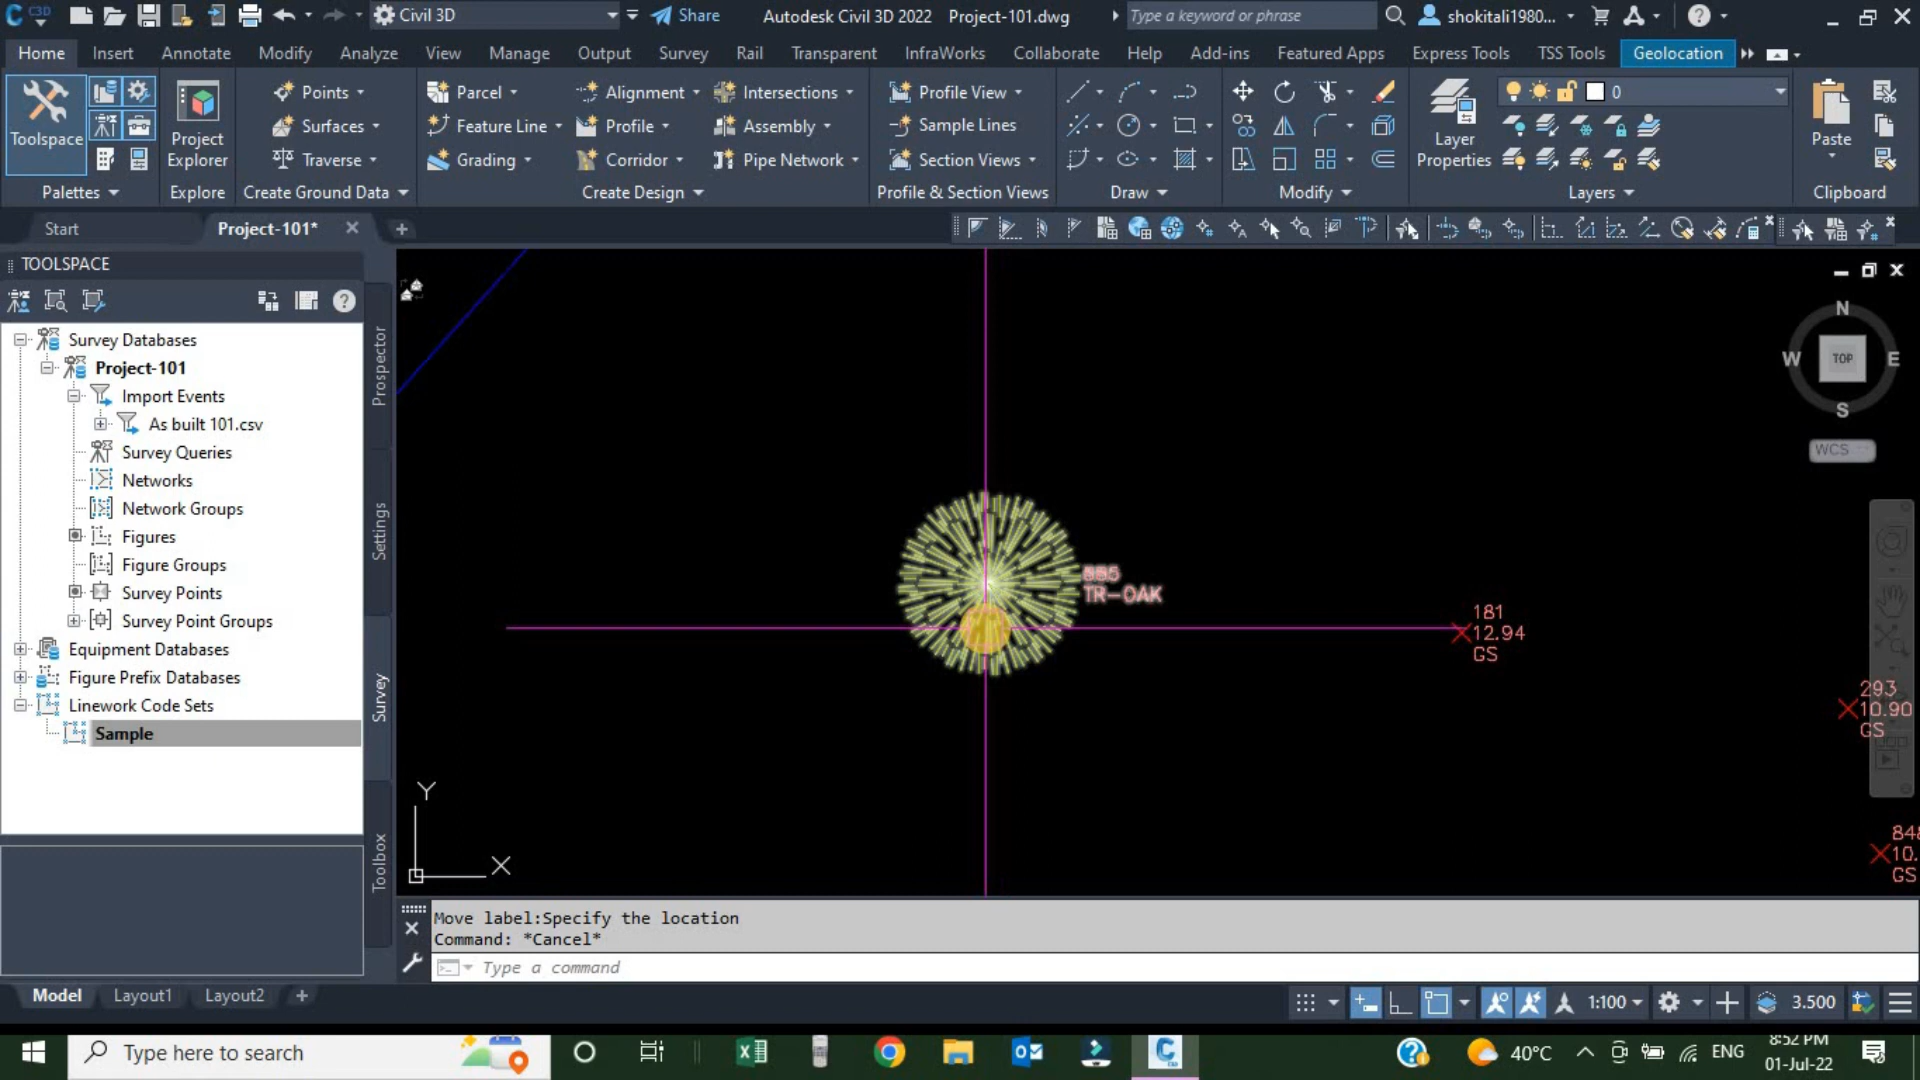 C3D Civil 3D Share Autodesk Civil 3D 2022 Project-101.dwg Type a keyword or phrase shokitali1980...
Home Insert Annotate Modify Analyze View Manage Output Survey Rail Transparent InfraWorks Collaborate Help Add-ins Featured Apps Express Tools TSS Tools Geolocation
Points Parcel Alignment Intersections Profile View 0
Surfaces Feature Line Profile Assembly Sample Lines
Toolspace Project Explorer Layer Properties Paste
Traverse Grading Corridor Pipe Network Section Views
Palettes Explore Create Ground Data Create Design Profile & Section Views Draw Modify Layers Clipboard
Start Project-101*
TOOLSPACE
Prospector
Settings
Survey
Toolbox
Survey Databases
Project-101
Import Events
As built 101.csv
Survey Queries
Networks
Network Groups
Figures
Figure Groups
Survey Points
Survey Point Groups
Equipment Databases
Figure Prefix Databases
Linework Code Sets
Sample
N
W TOP E
S
WCS
885
TR-OAK
181
12.94
GS
293
10.90
GS
848
10.
GS
Y
X
Move label:Specify the location
Command: *Cancel*
Type a command
Model Layout1 Layout2 +
1:100 3.500
Type here to search
40°C ENG 8:52 PM
01-Jul-22